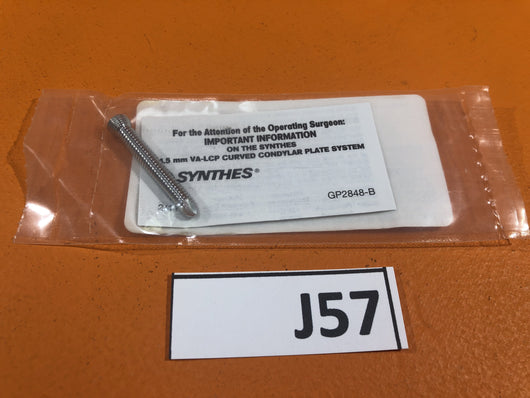 For the Attention of the Operating Surgeon:
IMPORTANT INFORMATION
ON THE SYNTHES
.5 mm VA-LCP CURVED CONDYLAR PLATE SYSTEM
SYNTHES®
GP2848-B
J57